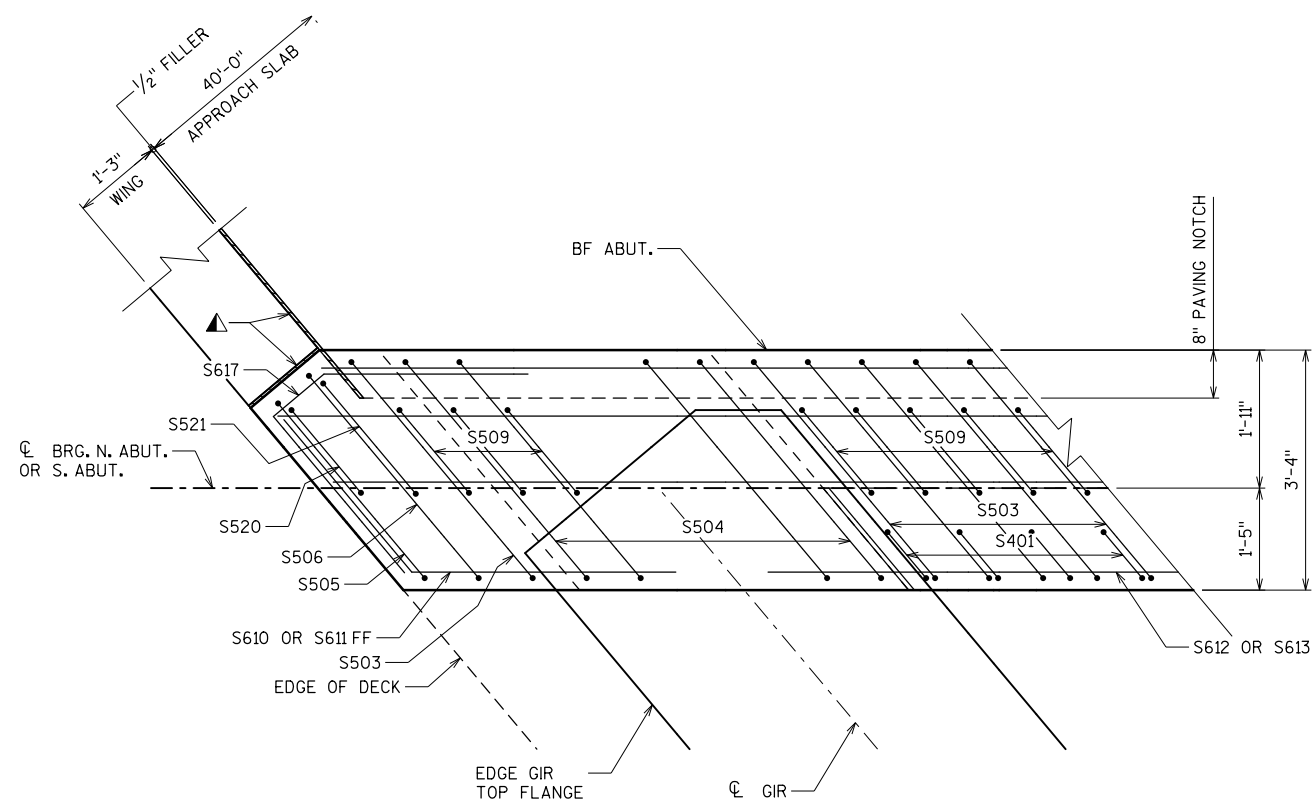 1/2" FILLER
40'-0"
APPROACH SLAB
1'-3"
WING
BF ABUT.
8" PAVING NOTCH
S617
S521
S509
S509
1'-11"
3'-4"
℄ BRG. N. ABUT.
OR S. ABUT.
S520
S504
S503
S401
1'-5"
S506
S505
S610 OR S611 FF
S503
S612 OR S613
EDGE OF DECK
EDGE GIR
TOP FLANGE
℄ GIR